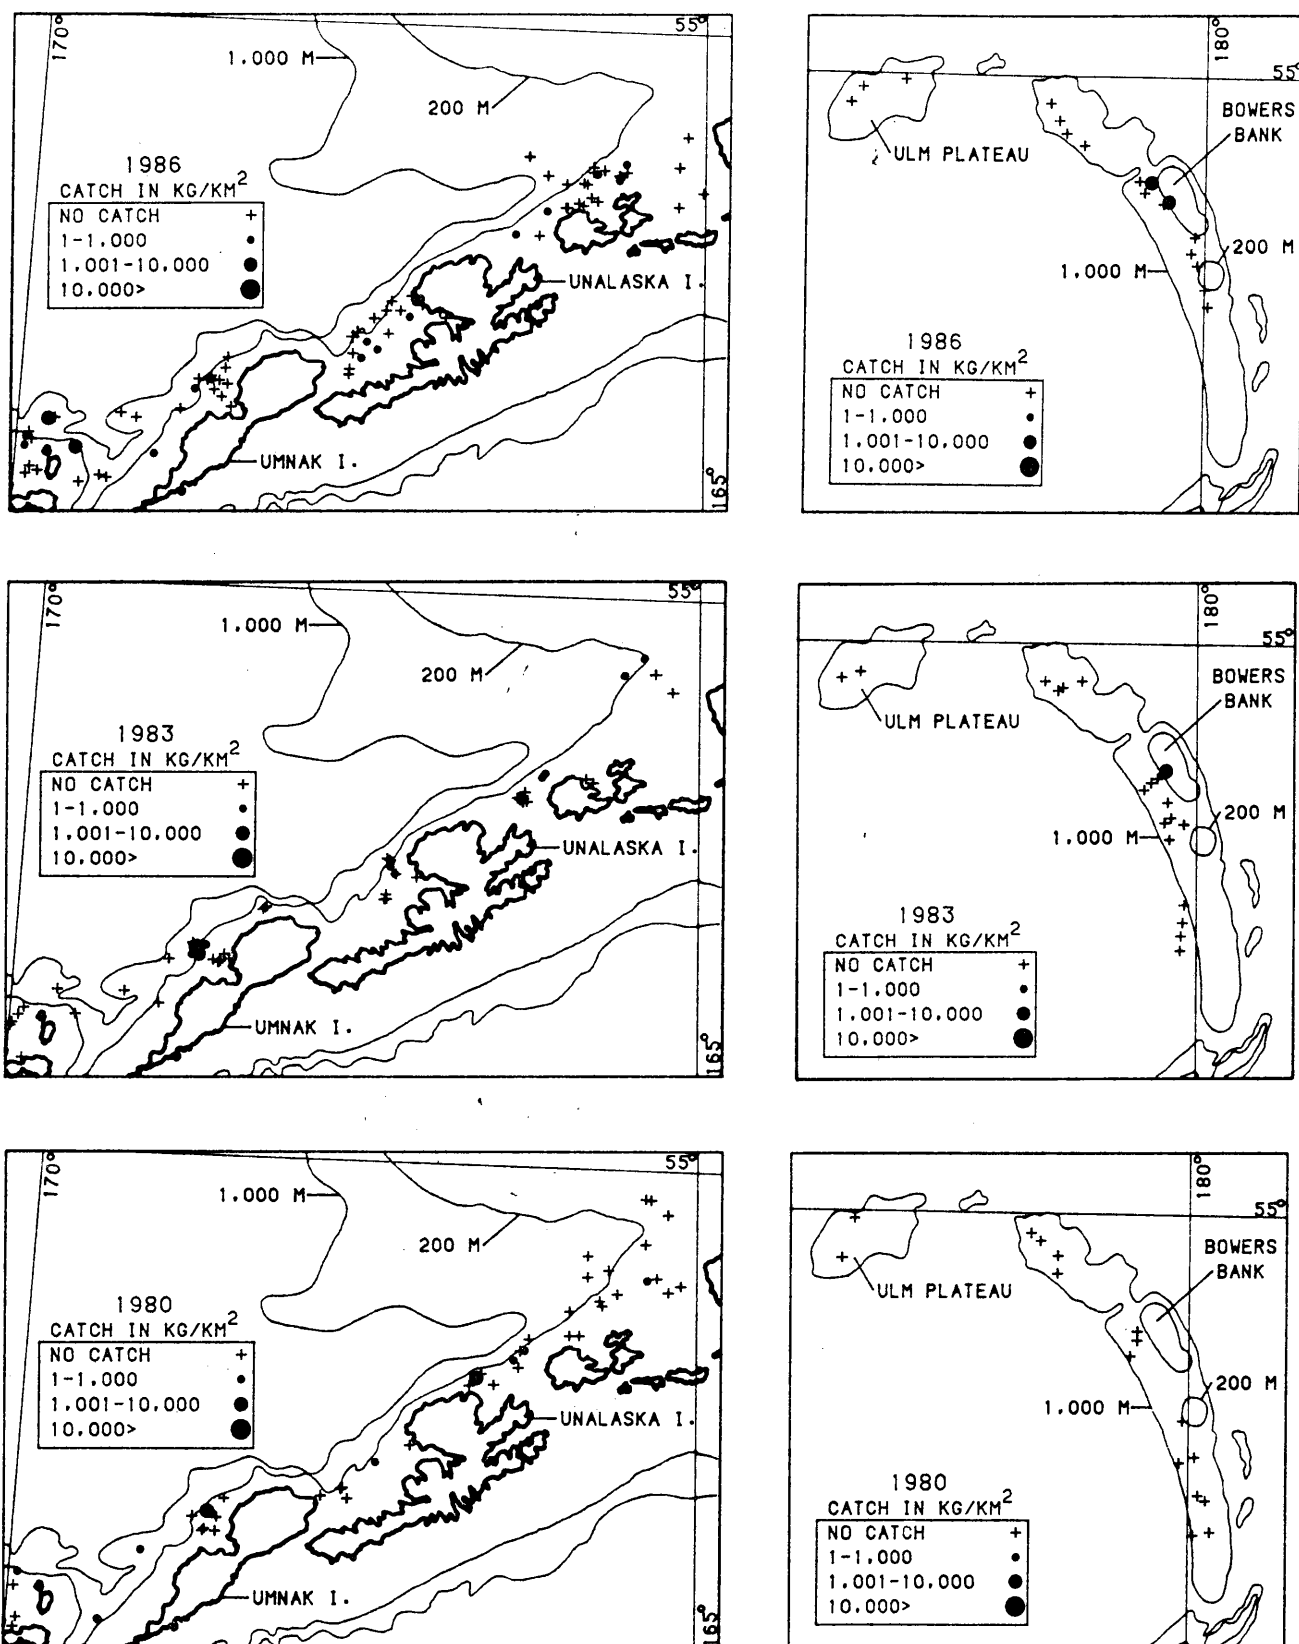 170°
55°
1.000 M
200 M
1986
CATCH IN KG/KM²
NO CATCH +
1-1.000
1.001-10.000
10.000>
UNALASKA I.
UMNAK I.
165°
180°
55°
BOWERS
BANK
ULM PLATEAU
200 M
1.000 M
1986
CATCH IN KG/KM²
NO CATCH +
1-1.000
1.001-10.000
10.000>
170°
55°
1.000 M
200 M
1983
CATCH IN KG/KM²
NO CATCH +
1-1.000
1.001-10.000
10.000>
UNALASKA I.
UMNAK I.
165°
180°
55°
BOWERS
BANK
ULM PLATEAU
200 M
1.000 M
1983
CATCH IN KG/KM²
NO CATCH +
1-1.000
1.001-10.000
10.000>
170°
55°
1.000 M
200 M
1980
CATCH IN KG/KM²
NO CATCH +
1-1.000
1.001-10.000
10.000>
UNALASKA I.
UMNAK I.
165°
180°
55°
BOWERS
BANK
ULM PLATEAU
200 M
1.000 M
1980
CATCH IN KG/KM²
NO CATCH +
1-1.000
1.001-10.000
10.000>